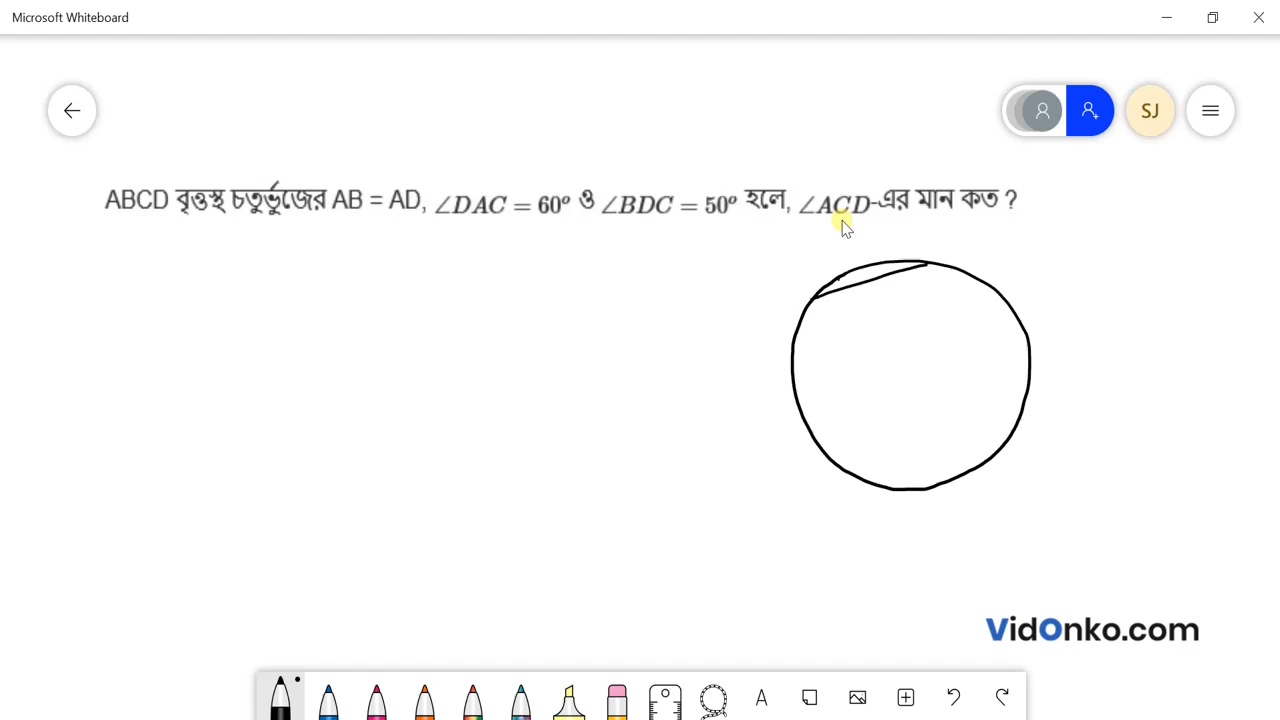 Microsoft Whiteboard
SJ
ABCD বৃত্তস্থ চতুর্ভুজের AB = AD, ∠DAC = 60° ও ∠BDC = 50° হলে, ∠ACD-এর মান কত ?
VidOnko.com
A